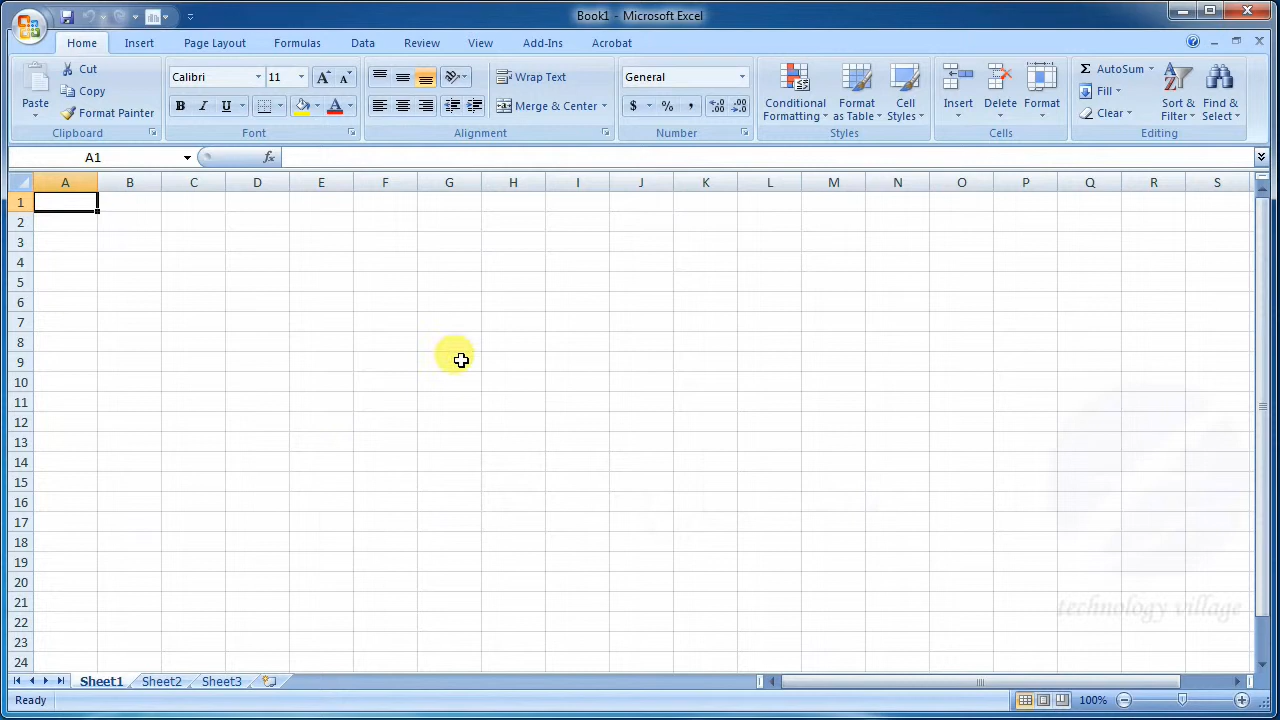 Book1 - Microsoft Excel
Home Insert Page Layout Formulas Data Review View Add-Ins Acrobat
Paste
Cut
Copy
Format Painter
Clipboard
Calibri 11
B I U
Font
Wrap Text
Merge & Center
Alignment
General
$ % ,
Number
Conditional Formatting
Format as Table
Cell Styles
Styles
Insert
Delete
Format
Cells
Σ AutoSum
Fill
Clear
Sort & Filter
Find & Select
Editing
A1 fx
A B C D E F G H I J K L M N O P Q R S
1
2
3
4
5
6
7
8
9
10
11
12
13
14
15
16
17
18
19
20
21
22
23
24
technology village
Sheet1 Sheet2 Sheet3
Ready 100%